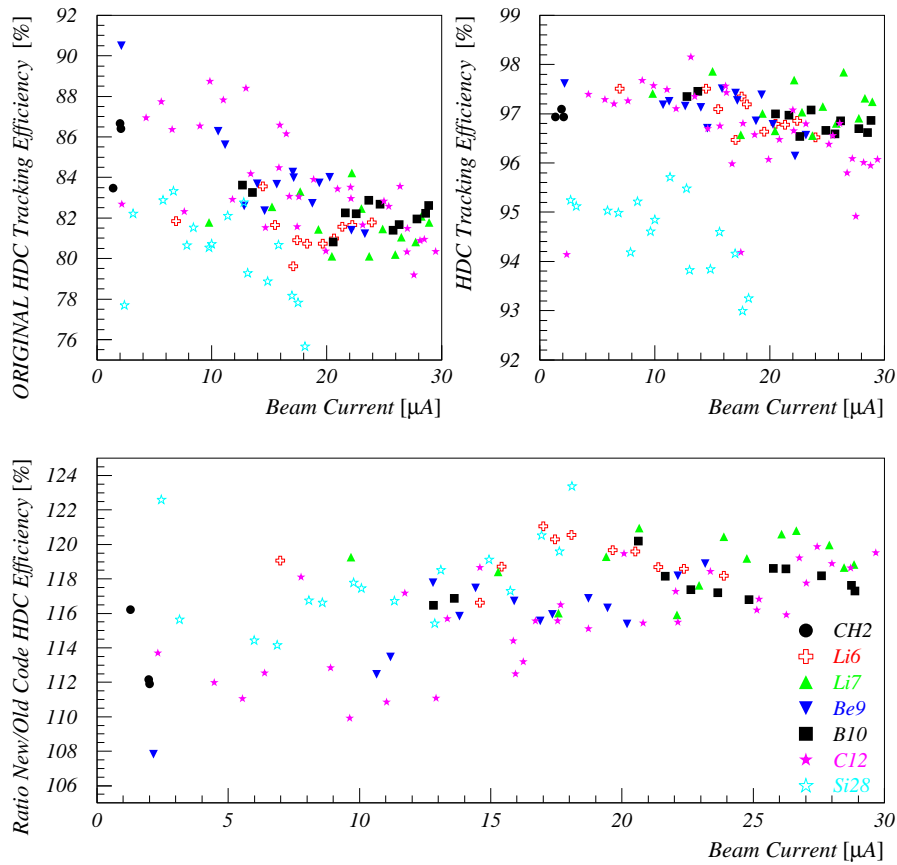 ORIGINAL HDC Tracking Efficiency [%]
92
90
88
86
84
82
80
78
76
0 10 20 30
Beam Current [μA]
HDC Tracking Efficiency [%]
99
98
97
96
95
94
93
92
0 10 20 30
Beam Current [μA]
Ratio New/Old Code HDC Efficiency [%]
124
122
120
118
116
114
112
110
108
106
0 5 10 15 20 25 30
Beam Current [μA]
CH2
Li6
Li7
Be9
B10
C12
Si28